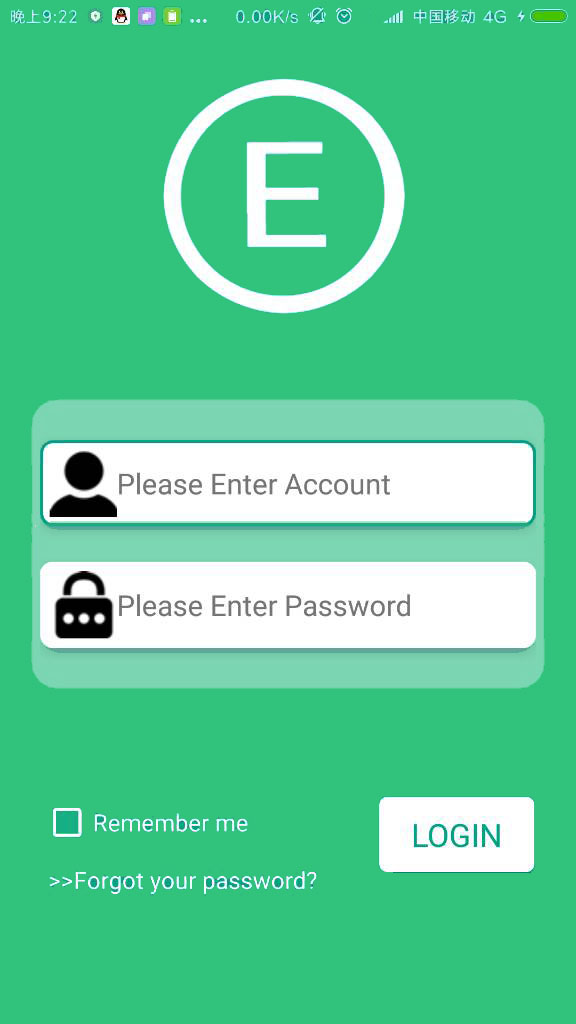 晚上9:22 ... 0.00K/s 中国移动 4G
E
Please Enter Account
Please Enter Password
Remember me
LOGIN
>>Forgot your password?